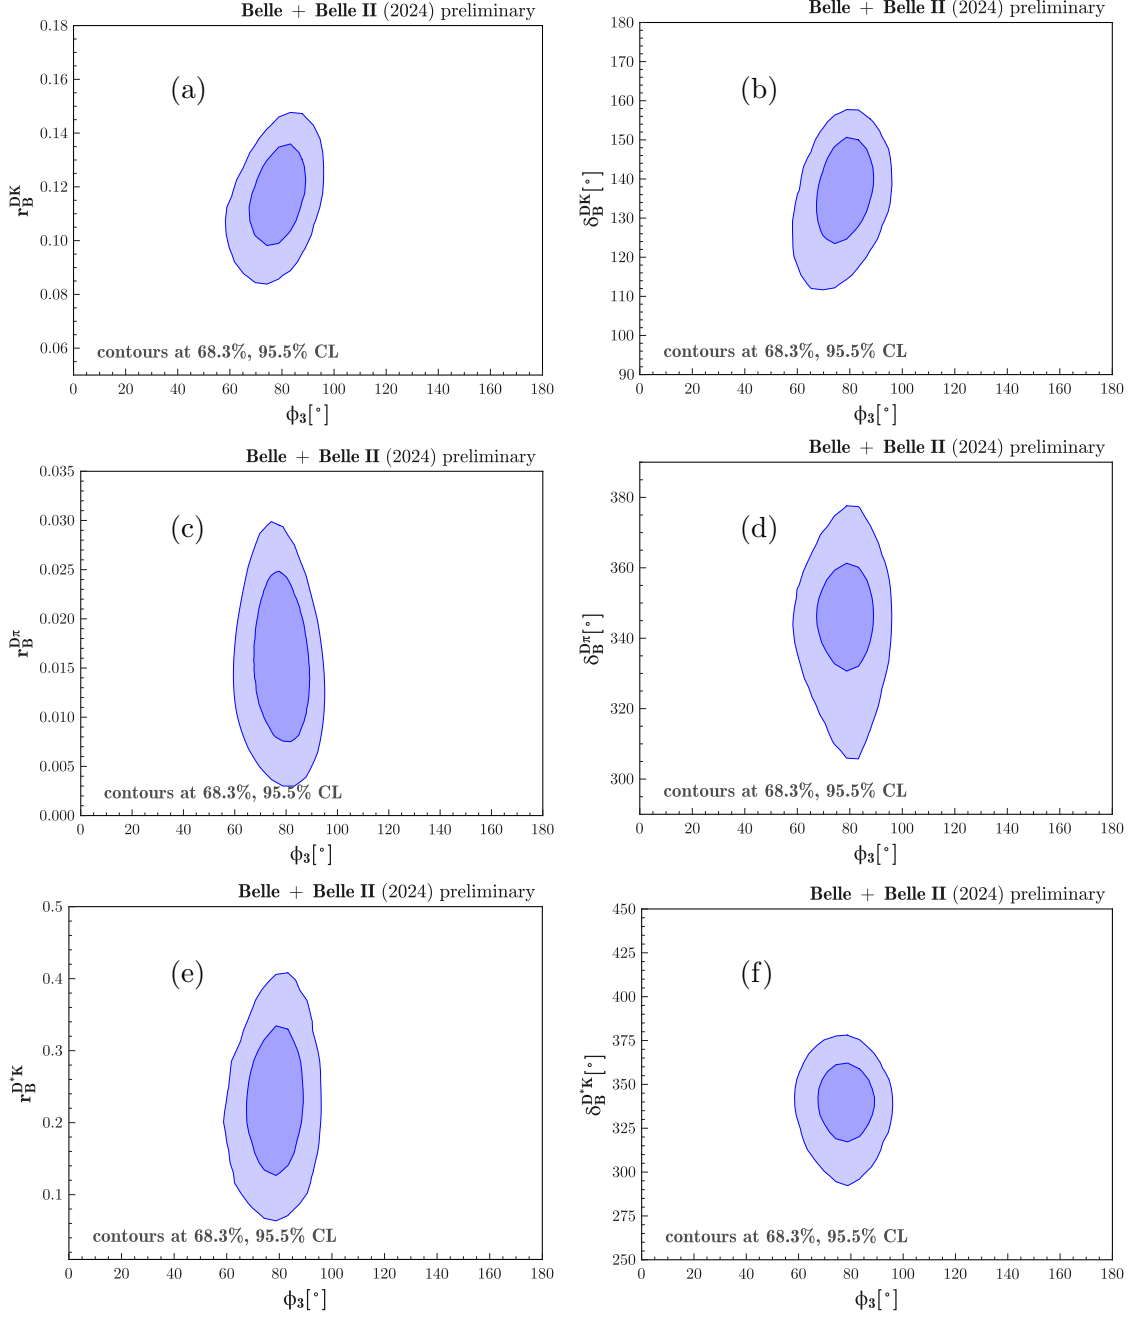 Belle + Belle II (2024) preliminary
(a)
0.18
0.16
0.14
0.12
0.10
0.08
0.06
r_B^DK
contours at 68.3%, 95.5% CL
0 20 40 60 80 100 120 140 160 180
ϕ₃[°]
Belle + Belle II (2024) preliminary
(b)
180
170
160
150
140
130
120
110
100
90
δ_B^DK[°]
contours at 68.3%, 95.5% CL
0 20 40 60 80 100 120 140 160 180
ϕ₃[°]
Belle + Belle II (2024) preliminary
(c)
0.035
0.030
0.025
0.020
0.015
0.010
0.005
0.000
r_B^Dπ
contours at 68.3%, 95.5% CL
0 20 40 60 80 100 120 140 160 180
ϕ₃[°]
Belle + Belle II (2024) preliminary
(d)
380
360
340
320
300
δ_B^Dπ[°]
contours at 68.3%, 95.5% CL
0 20 40 60 80 100 120 140 160 180
ϕ₃[°]
Belle + Belle II (2024) preliminary
(e)
0.5
0.4
0.3
0.2
0.1
r_B^D*K
contours at 68.3%, 95.5% CL
0 20 40 60 80 100 120 140 160 180
ϕ₃[°]
Belle + Belle II (2024) preliminary
(f)
450
425
400
375
350
325
300
275
250
δ_B^D*K[°]
contours at 68.3%, 95.5% CL
0 20 40 60 80 100 120 140 160 180
ϕ₃[°]